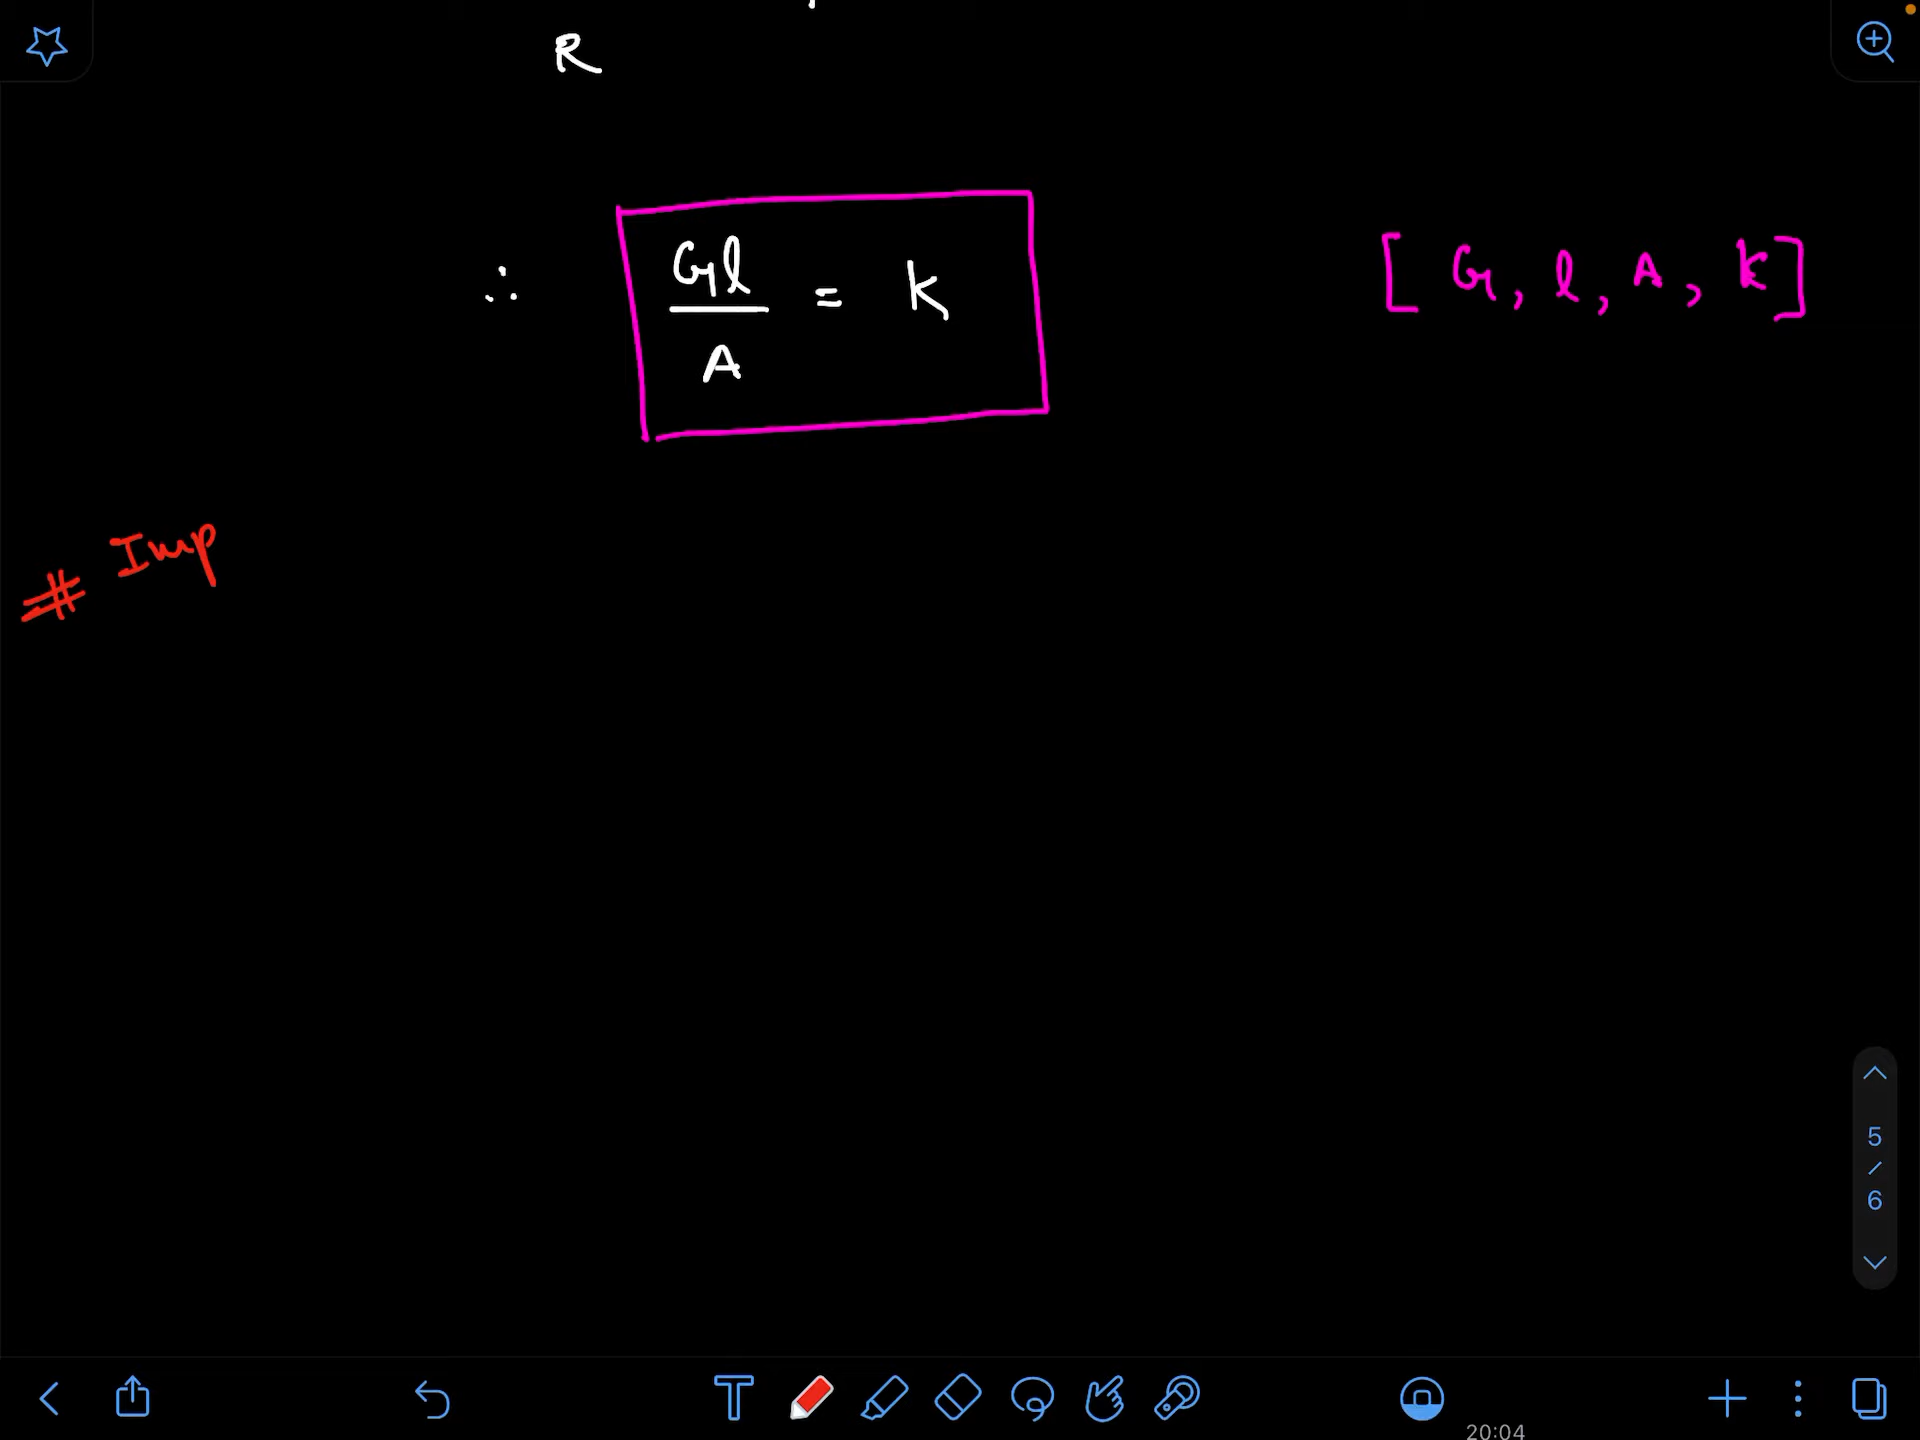 R
∴ Gl / A = k
[ G, l, A, k ]
# Imp
5
/
6
20:04